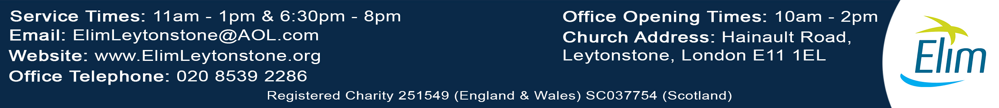 Service Times: 11am - 1pm & 6:30pm - 8pm
Email: ElimLeytonstone@AOL.com
Website: www.ElimLeytonstone.org
Office Telephone: 020 8539 2286
Office Opening Times: 10am - 2pm
Church Address: Hainault Road,
Leytonstone, London E11 1EL
Registered Charity 251549 (England & Wales) SC037754 (Scotland)
Elim